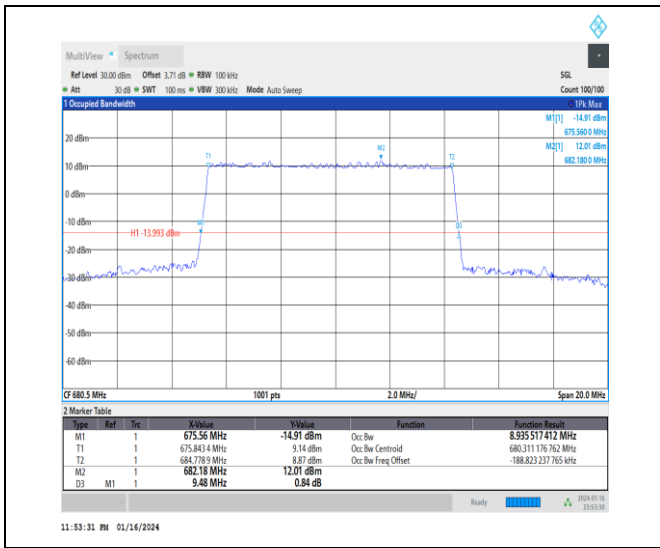 MultiView Spectrum
Ref Level 30.00 dBm Offset 3.71 dB RBW 100 kHz SGL
Att 30 dB SWT 100 ms VBW 300 kHz Mode Auto Sweep Count 100/100
1 Occupied Bandwidth 1Pk Max
M1[1] -14.91 dBm
675.5600 MHz
M2[1] 12.01 dBm
682.1800 MHz
20 dBm
T1 M2 T2
10 dBm
0 dBm
-10 dBm
M1 D3
H1 -13.993 dBm
-20 dBm
-30 dBm
-40 dBm
-50 dBm
-60 dBm
CF 680.5 MHz 1001 pts 2.0 MHz/ Span 20.0 MHz
2 Marker Table
Type Ref Trc X-Value Y-Value Function Function Result
M1 1 675.56 MHz -14.91 dBm Occ Bw 8.935 517 412 MHz
T1 1 675.843 4 MHz 9.14 dBm Occ Bw Centroid 680.311 176 762 MHz
T2 1 684.778 9 MHz 8.87 dBm Occ Bw Freq Offset -188.823 237 765 kHz
M2 1 682.18 MHz 12.01 dBm
D3 M1 1 9.48 MHz 0.84 dB
Ready 2024-01-16
23:53:30
11:53:31 PM 01/16/2024